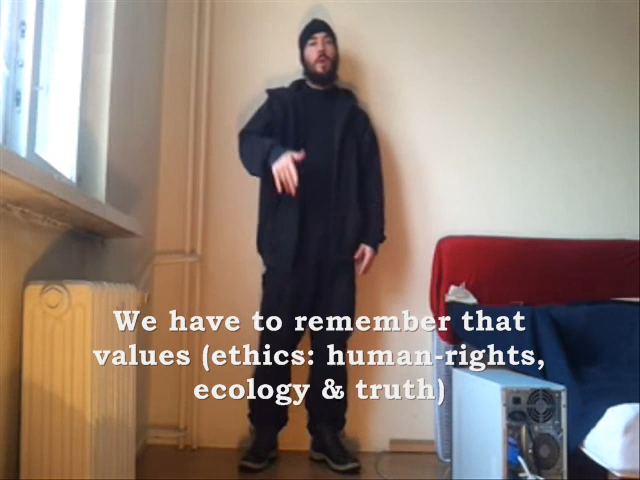 We have to remember that
values (ethics: human-rights,
ecology & truth)